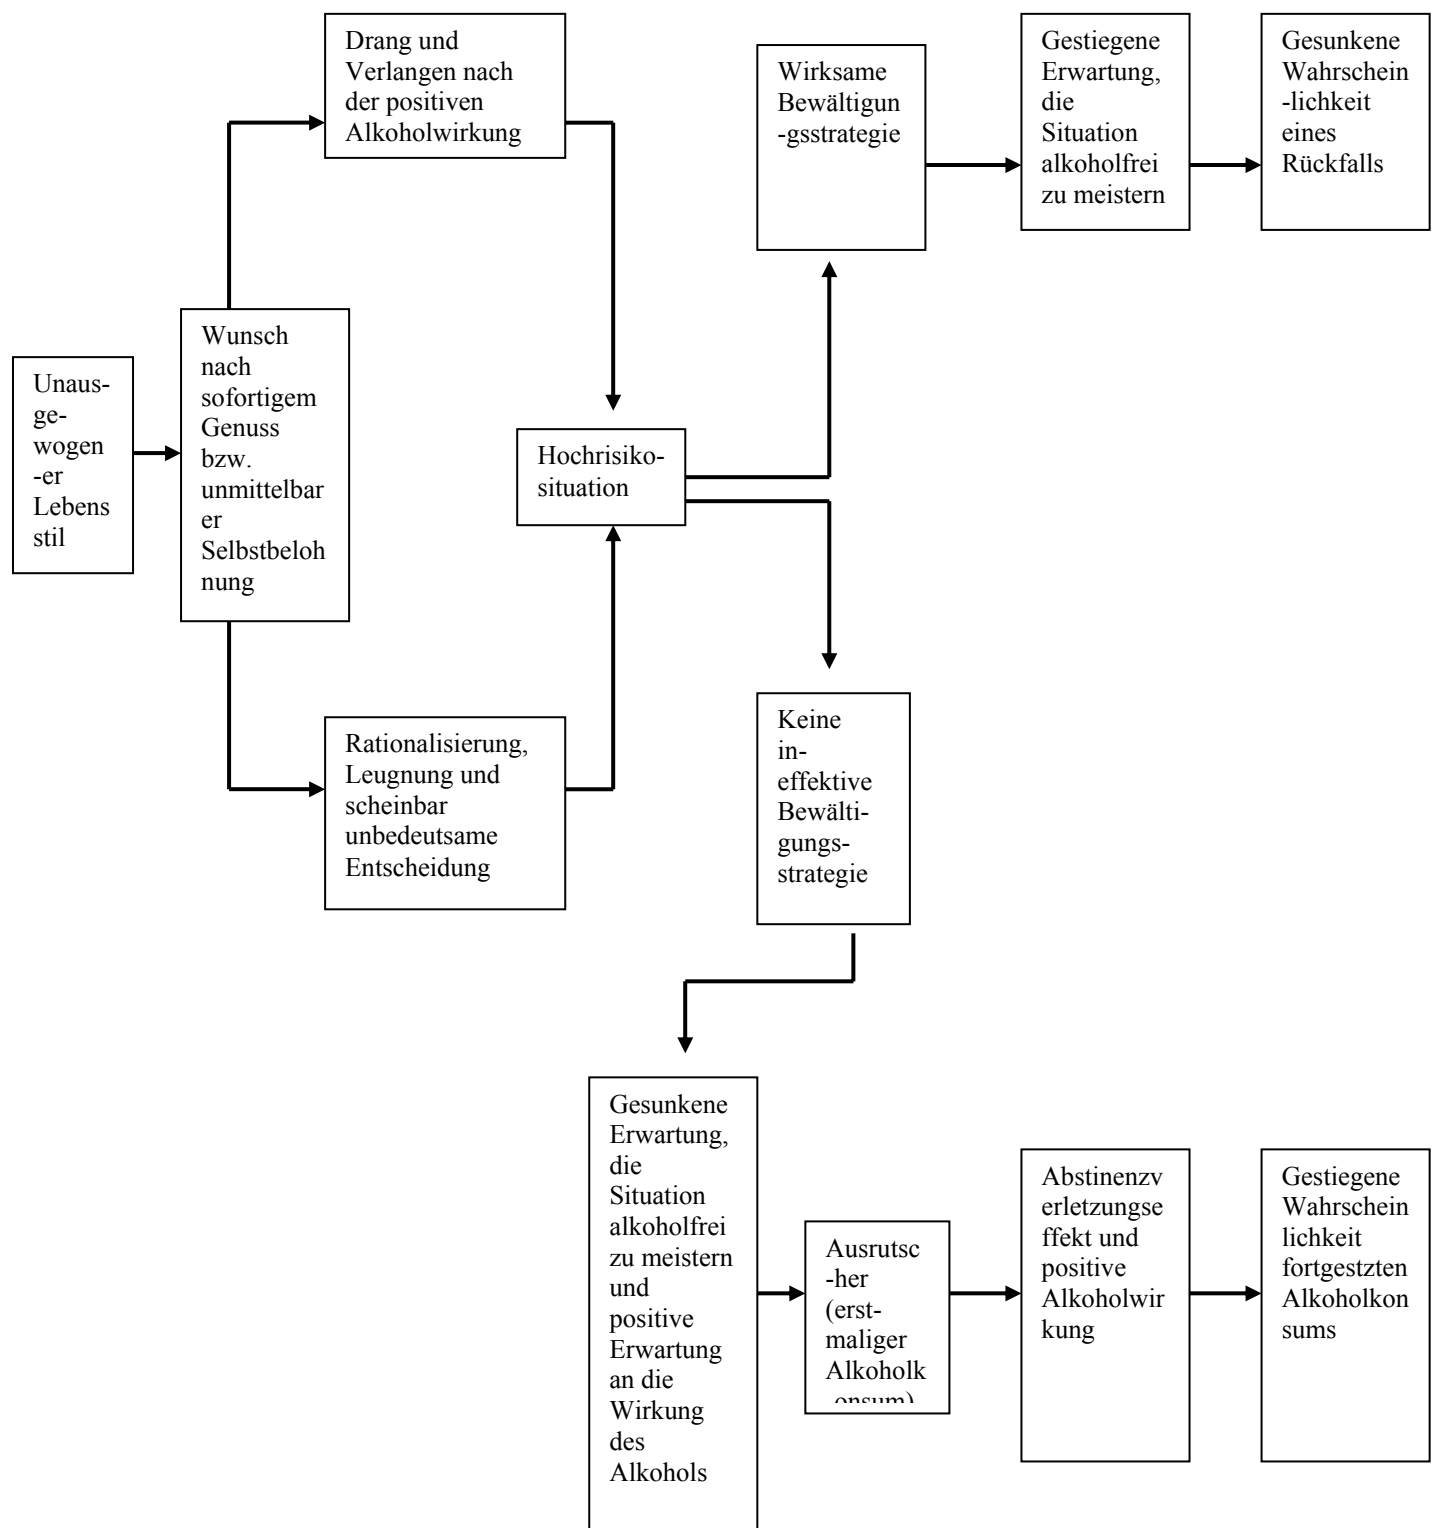 Drang und
Verlangen nach
der positiven
Alkoholwirkung
Wirksame
Bewältigun
-gsstrategie
Gestiegene
Erwartung,
die
Situation
alkoholfrei
zu meistern
Gesunkene
Wahrschein
-lichkeit
eines
Rückfalls
Unaus-
ge-
wogen
-er
Lebens
stil
Wunsch
nach
sofortigem
Genuss
bzw.
unmittelbar
er
Selbstbeloh
nung
Hochrisiko-
situation
Rationalisierung,
Leugnung und
scheinbar
unbedeutsame
Entscheidung
Keine
in-
effektive
Bewälti-
gungs-
strategie
Gesunkene
Erwartung,
die
Situation
alkoholfrei
zu meistern
und
positive
Erwartung
an die
Wirkung
des
Alkohols
Ausrutsc
-her
(erst-
maliger
Alkoholk
onsum)
Abstinenzv
erletzungse
ffekt und
positive
Alkoholwir
kung
Gestiegene
Wahrschein
lichkeit
fortgestzten
Alkoholkon
sums